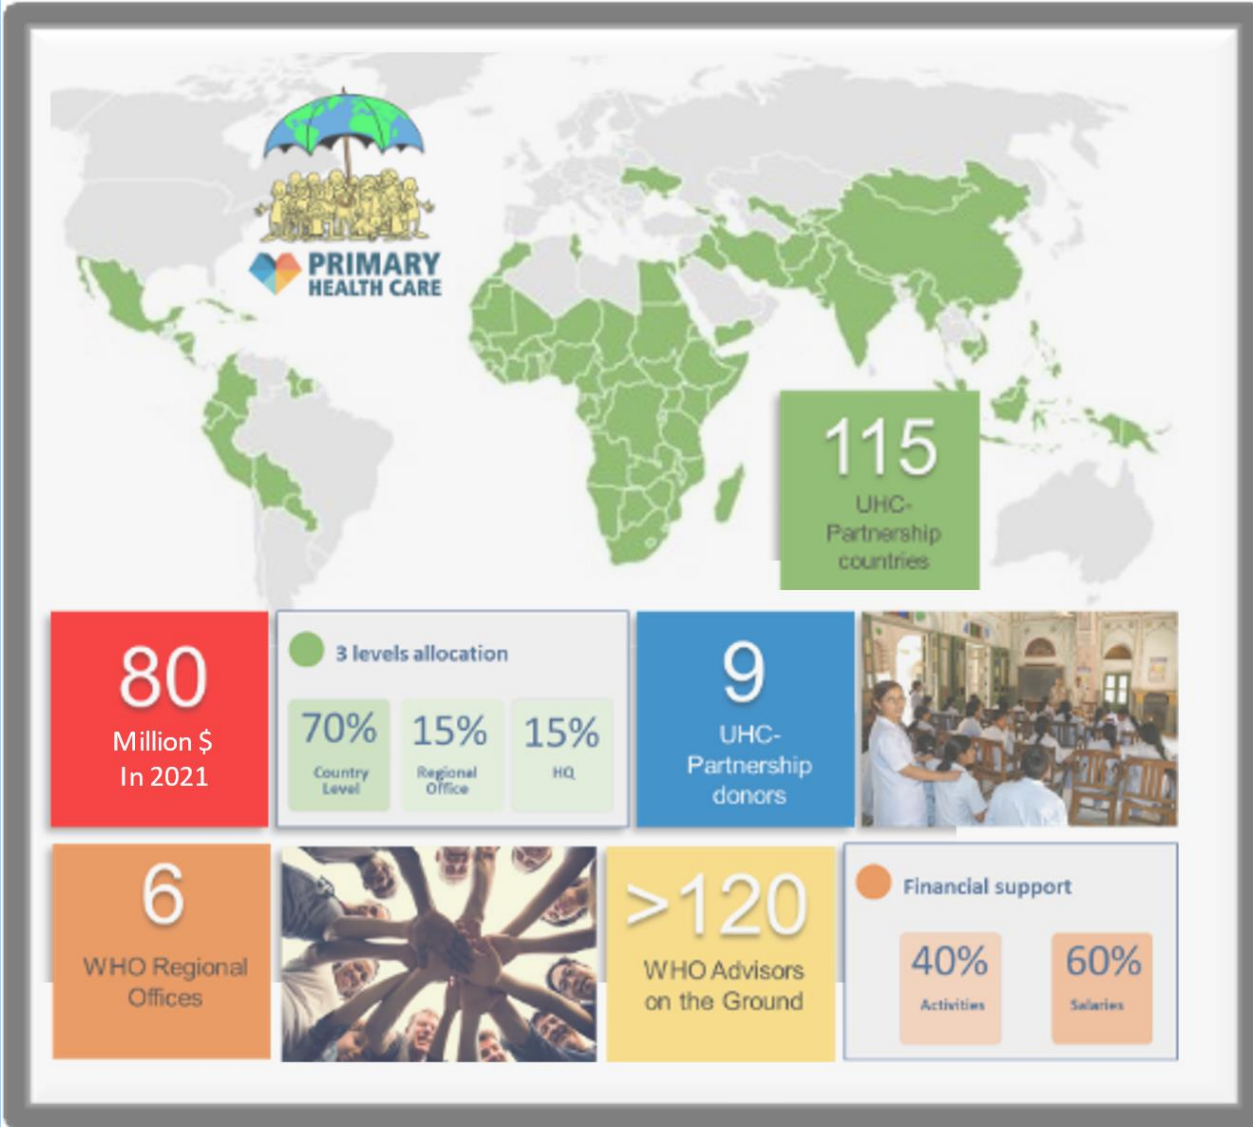 PRIMARY
HEALTH CARE
115
UHC-
Partnership
countries
80
Million $
In 2021
3 levels allocation
70%
Country
Level
15%
Regional
Office
15%
HQ
9
UHC-
Partnership
donors
6
WHO Regional
Offices
>120
WHO Advisors
on the Ground
Financial support
40%
Activities
60%
Salaries